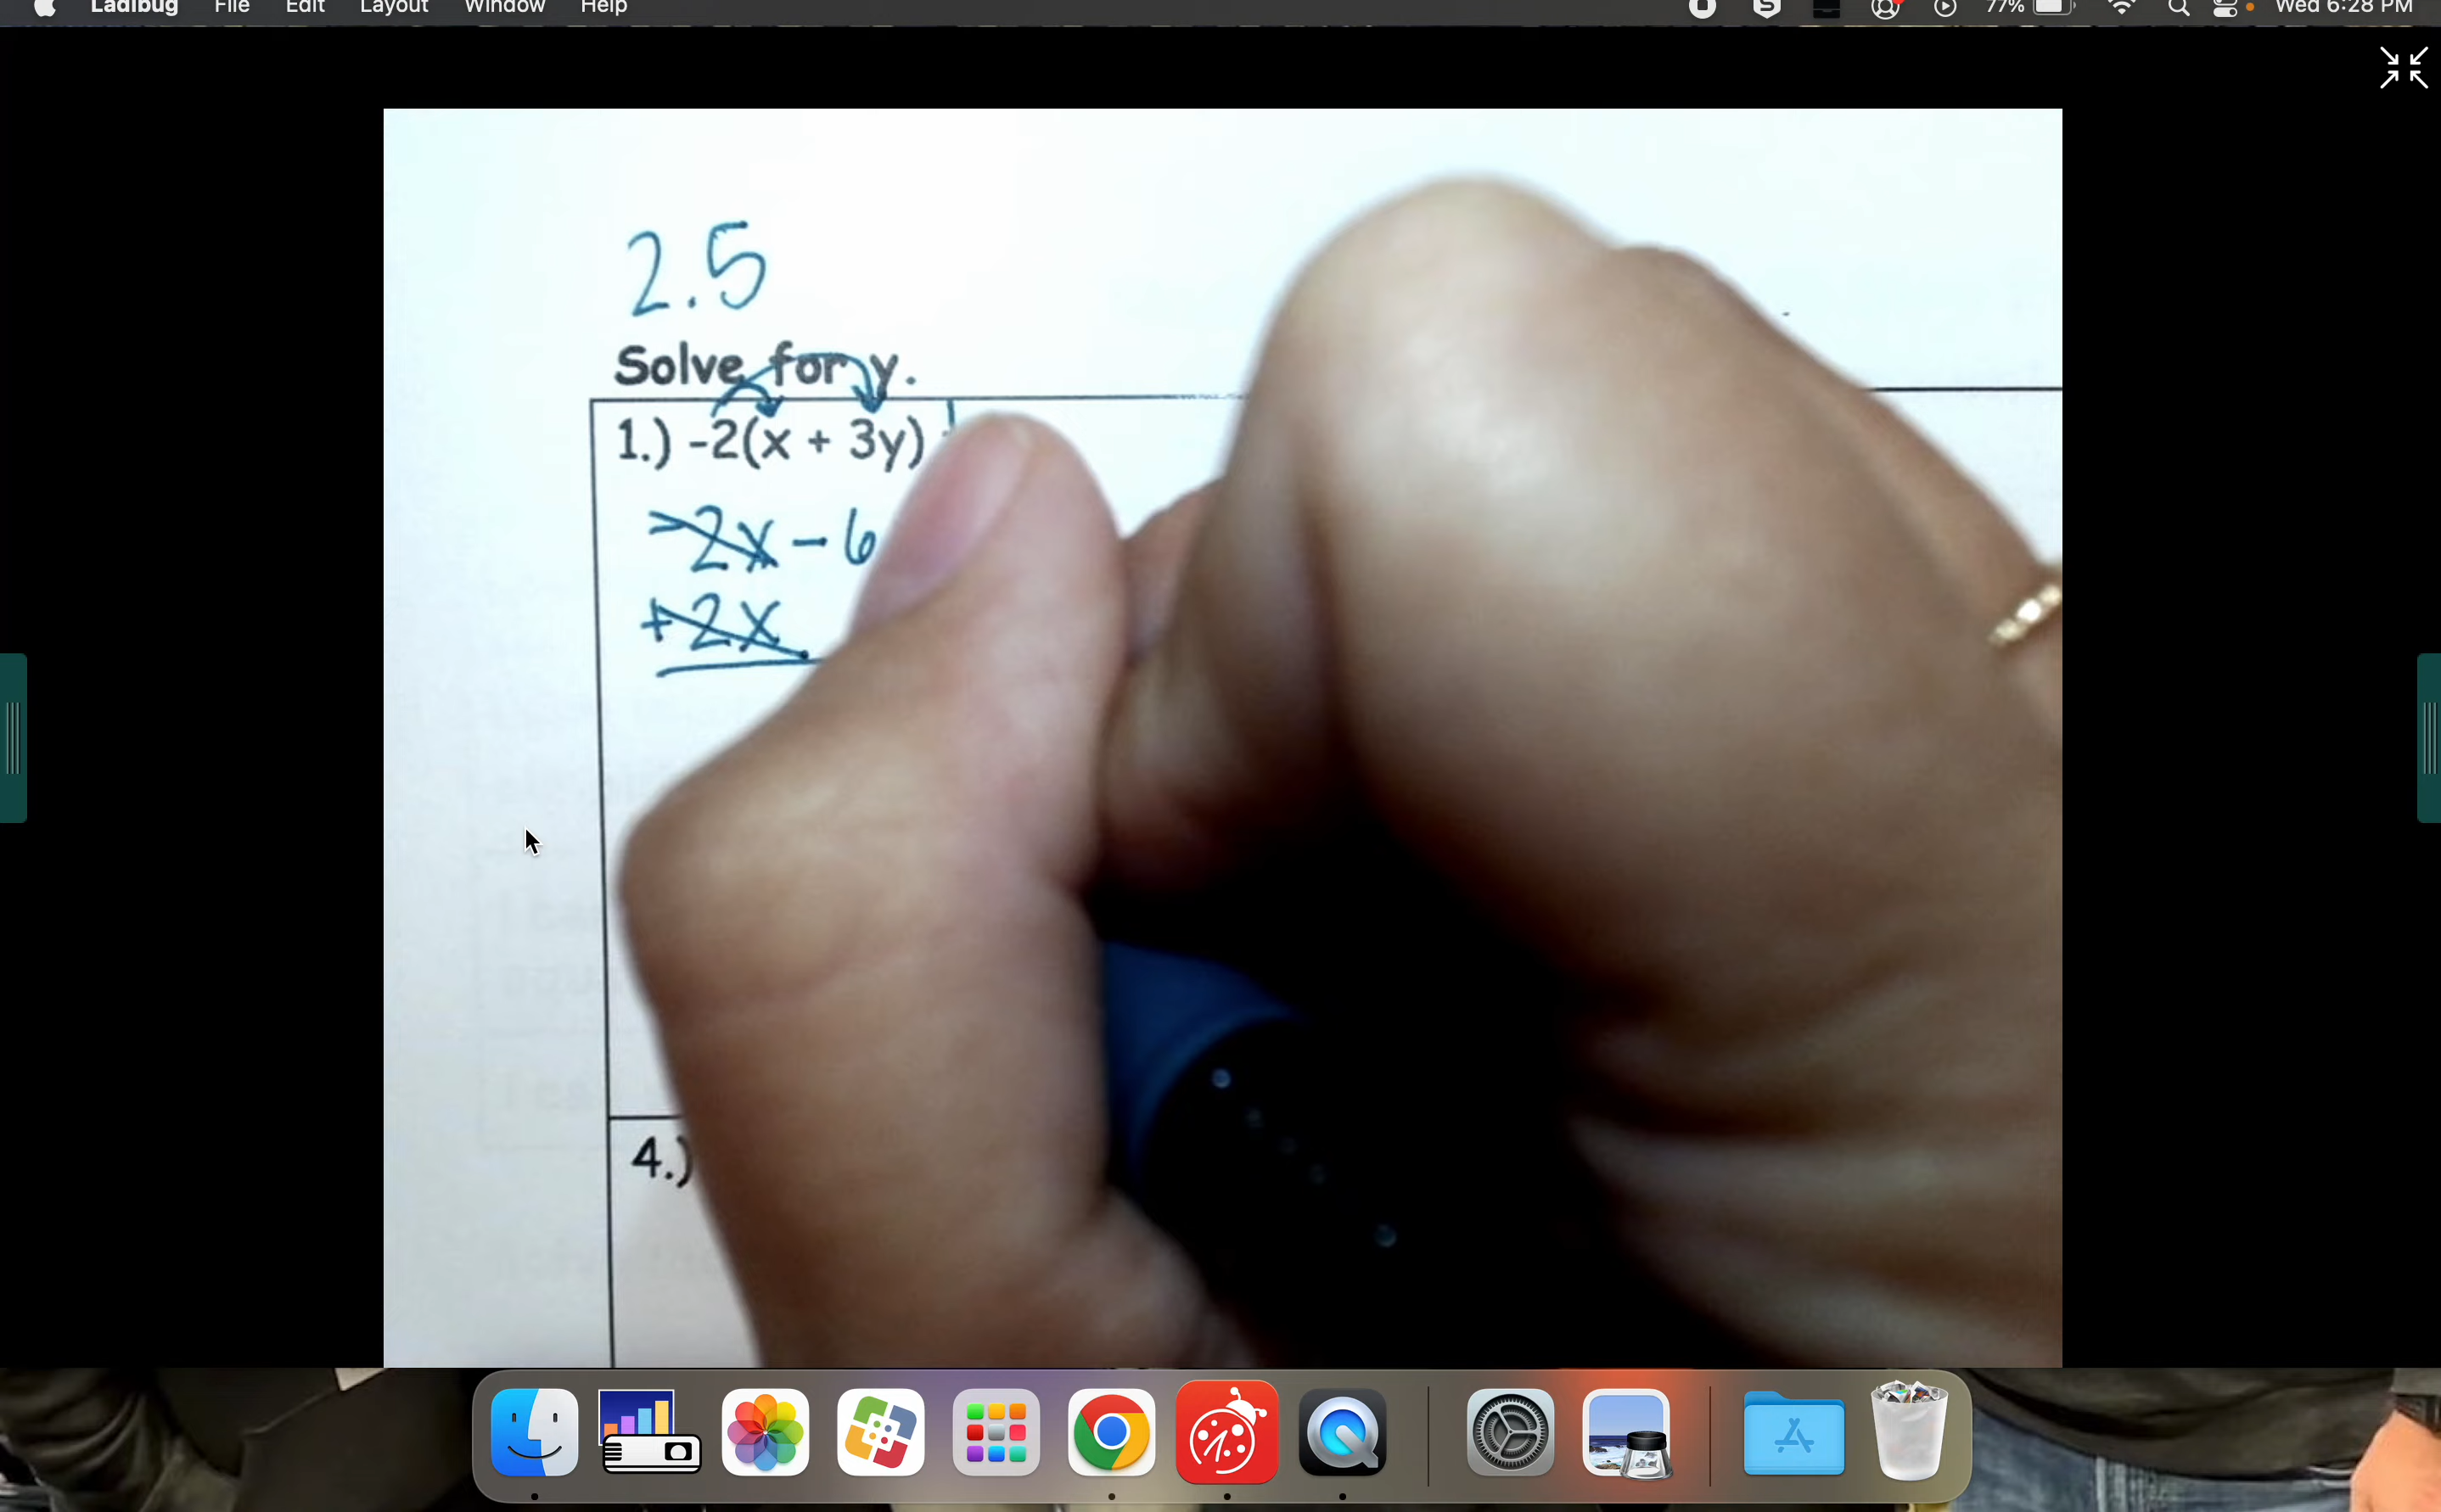 Ladibug File Edit Layout Window Help 77% Wed 6:28 PM
2.5
Solve for y.
1.) -2(x + 3y)
-2x - 6
+2x
4.)